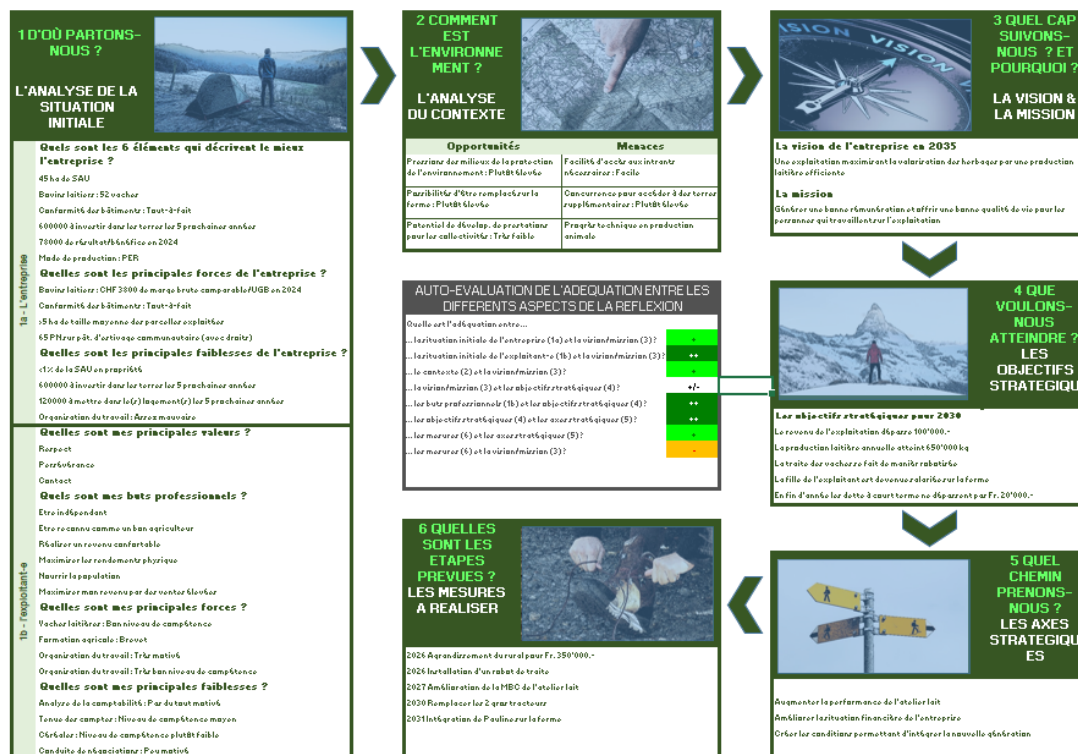 1 D'OÙ PARTONS-
NOUS ?
L'ANALYSE DE LA
SITUATION
INITIALE
1a - L'entreprise
Quels sont les 6 éléments qui décrivent le mieux
l'entreprise ?
45 ha de SAU
Bovins laitiers : 52 vaches
Conformité des bâtiments : Tout-à-fait
600000 à investir dans les terres les 5 prochaines années
78000 de résultat/bénéfice en 2024
Mode de production : PER
Quelles sont les principales forces de l'entreprise ?
Bovins laitiers : CHF 3800 de marge brute comparable/UGB en 2024
Conformité des bâtiments : Tout-à-fait
>5 ha de taille moyenne des parcelles exploitées
65 PN sur pât. d'estivage communautaire (avec droits)
Quelles sont les principales faiblesses de l'entreprise ?
<1% de la SAU en propriété
600000 à investir dans les terres les 5 prochaines années
120000 à mettre dans le(s) logement(s) les 5 prochaines années
Organisation du travail : Assez mauvaise
1b - l'exploitant-e
Quelles sont mes principales valeurs ?
Respect
Persévérance
Contact
Quels sont mes buts professionnels ?
Etre indépendant
Etre reconnu comme un bon agriculteur
Réaliser un revenu confortable
Maximiser les rendements physique
Nourrir la population
Maximiser mon revenu par des ventes élevées
Quelles sont mes principales forces ?
Vaches laitières : Bon niveau de compétence
Formation agricole : Brevet
Organisation du travail : Très motivé
Organisation du travail : Très bon niveau de compétence
Quelles sont mes principales faiblesses ?
Analyse de la comptabilité : Pas du tout motivé
Tenue des comptes : Niveau de compétence moyen
Céréales : Niveau de compétence plutôt faible
Conduite de négociations : Peu motivé
2 COMMENT
EST
L'ENVIRONNE
MENT ?
L'ANALYSE
DU CONTEXTE
Opportunités
Menaces
Pressions des milieux de la protection
de l'environnement : Plutôt élevée
Facilité d'accès aux intrants
nécessaires : Facile
Possibilités d'être remplacé sur la
ferme : Plutôt élevée
Concurrence pour accéder à des terres
supplémentaires : Plutôt élevée
Potentiel de dévelop. de prestations
pour les collectivités : Très faible
Progrès technique en production
animale
3 QUEL CAP
SUIVONS-
NOUS ? ET
POURQUOI ?
LA VISION &
LA MISSION
VISION
La vision de l'entreprise en 2035
Une exploitation maximisant la valorisation des herbages par une production
laitière efficiente
La mission
Générer une bonne rémunération et offrir une bonne qualité de vie pour les
personnes qui travaillent sur l'exploitation
AUTO-EVALUATION DE L'ADEQUATION ENTRE LES
DIFFERENTS ASPECTS DE LA REFLEXION
Quelle est l'adéquation entre...
... la situation initiale de l'entreprise (1a) et la vision/mission (3)? +
... la situation initiale de l'exploitant-e (1b) et la vision/mission (3)? ++
... le contexte (2) et la vision/mission (3)? +
... la vision/mission (3) et les objectifs stratégiques (4)? +/-
... les buts professionnels (1b) et les objectifs stratégiques (4)? ++
... les objectifs stratégiques (4) et les axes stratégiques (5)? ++
... les mesures (6) et les axes stratégiques (5)? +
... les mesures (6) et la vision/mission (3)? -
4 QUE
VOULONS-
NOUS
ATTEINDRE ?
LES
OBJECTIFS
STRATEGIQU
Les objectifs stratégiques pour 2030
Le revenu de l'exploitation dépasse 100'000.-
La production laitière annuelle atteint 650'000 kg
La traite des vaches se fait de manière robotisée
La fille de l'exploitant est devenue salariée sur la ferme
En fin d'année les dette à court terme ne dépassent pas Fr. 20'000.-
5 QUEL
CHEMIN
PRENONS-
NOUS ?
LES AXES
STRATEGIQU
ES
Augmenter la performance de l'atelier lait
Améliorer la situation financière de l'entreprise
Créer les conditions permettant d'intégrer la nouvelle génération
6 QUELLES
SONT LES
ETAPES
PREVUES ?
LES MESURES
A REALISER
2026 Agrandissement du rural pour Fr. 350'000.-
2026 Installation d'un robot de traite
2027 Amélioration de la MBC de l'atelier lait
2030 Remplacer les 2 gros tracteurs
2031 Intégration de Pauline sur la ferme